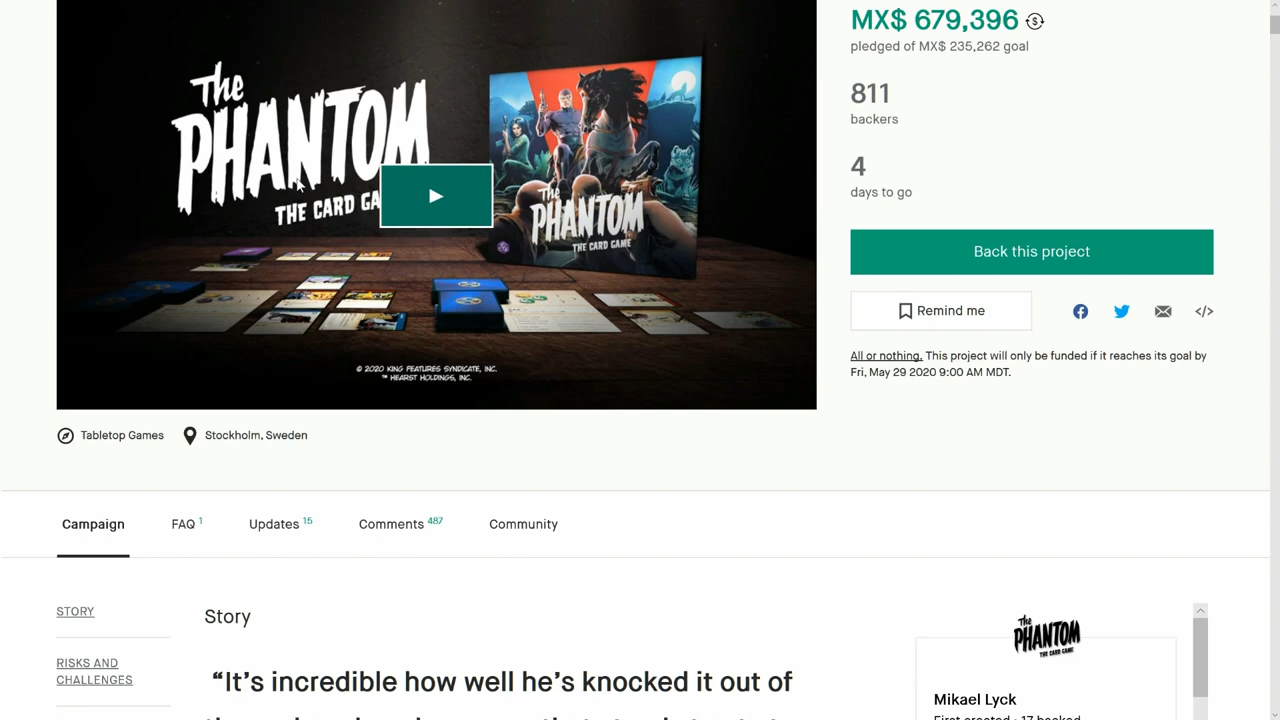 The
PHANTOM
THE CARD GA
The
PHANTOM
THE CARD GAME
© 2020 KING FEATURES SYNDICATE, INC.
™ HEARST HOLDINGS, INC.
MX$ 679,396
pledged of MX$ 235,262 goal
811
backers
4
days to go
Back this project
Remind me
All or nothing. This project will only be funded if it reaches its goal by
Fri, May 29 2020 9:00 AM MDT.
Tabletop Games
Stockholm, Sweden
Campaign
FAQ 1
Updates 15
Comments 487
Community
STORY
RISKS AND
CHALLENGES
Story
“It’s incredible how well he’s knocked it out of
The
PHANTOM
THE CARD GAME
Mikael Lyck
First created · 17 backed